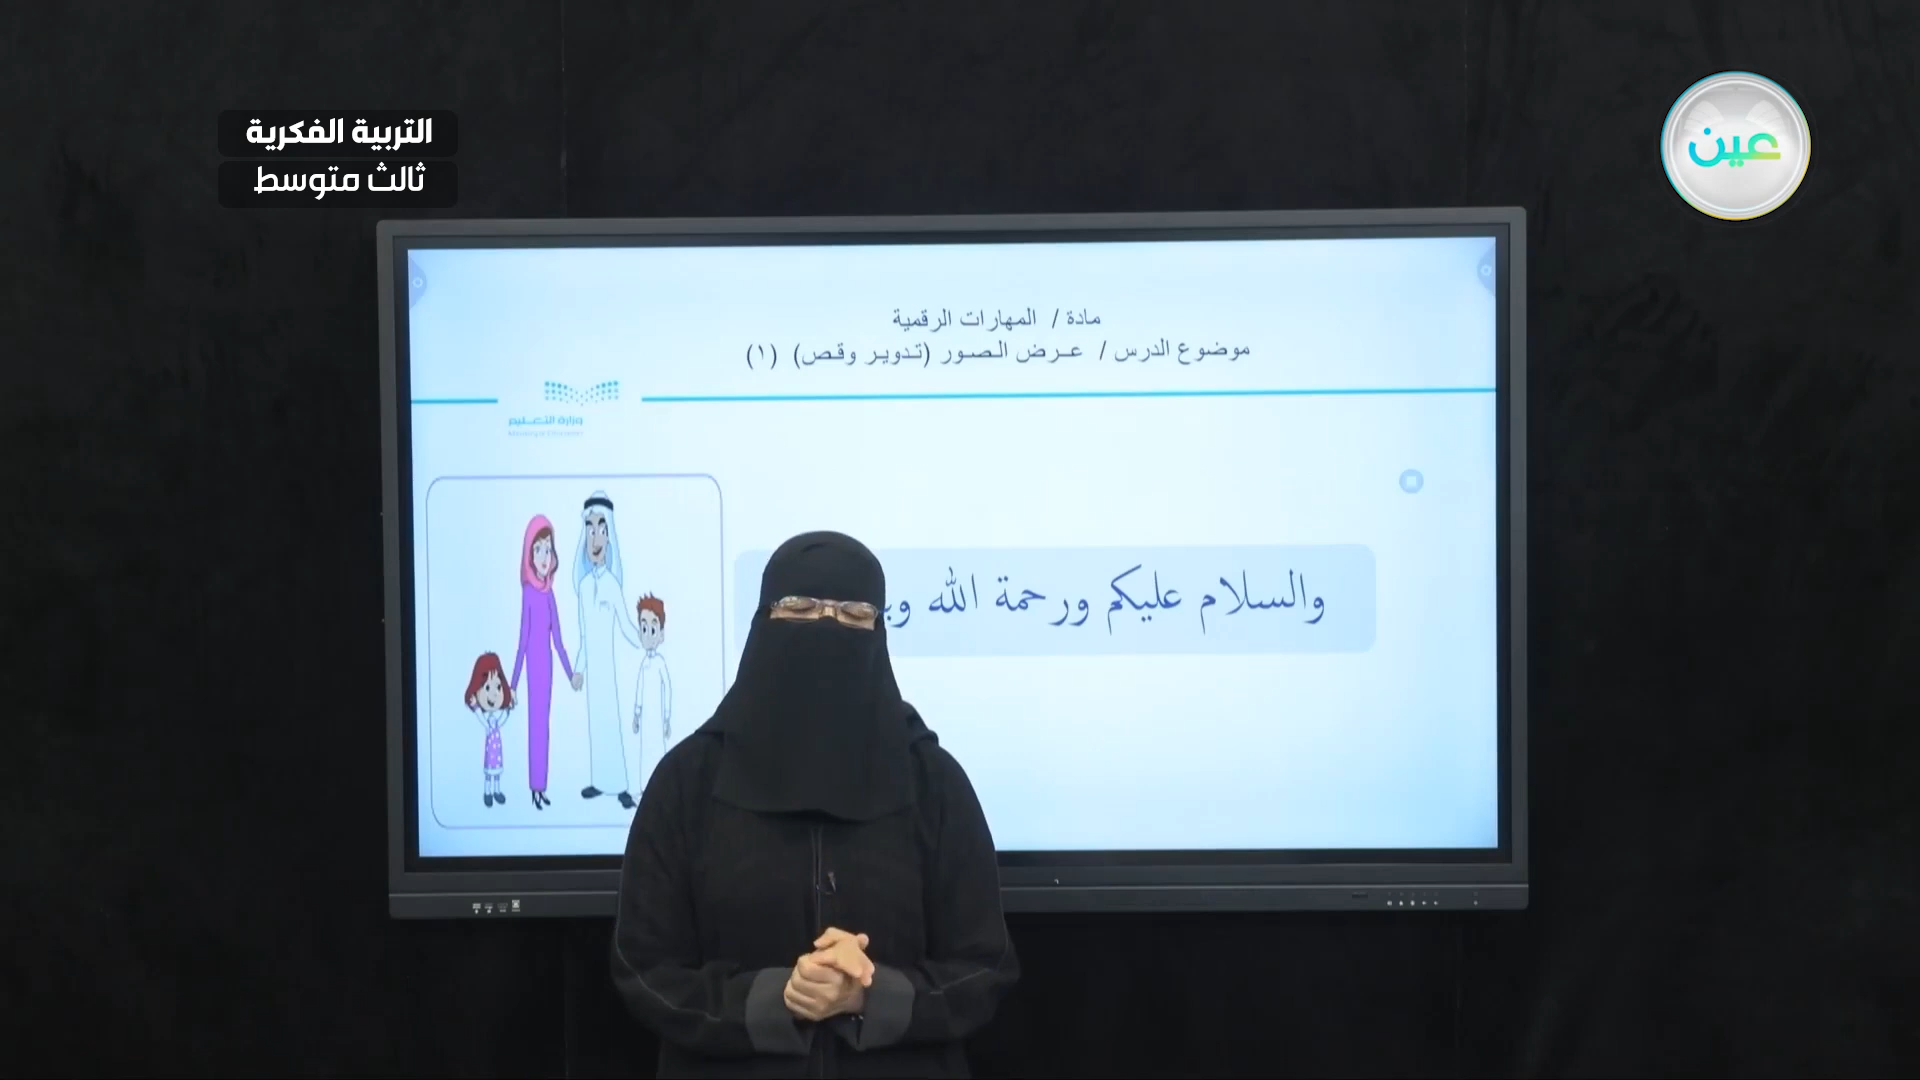 التربية الفكرية
ثالث متوسط
عين
مادة / المهارات الرقمية
موضوع الدرس / عرض الصور (تدوير وقص) (١)
وزارة التعليم
والسلام عليكم ورحمة الله